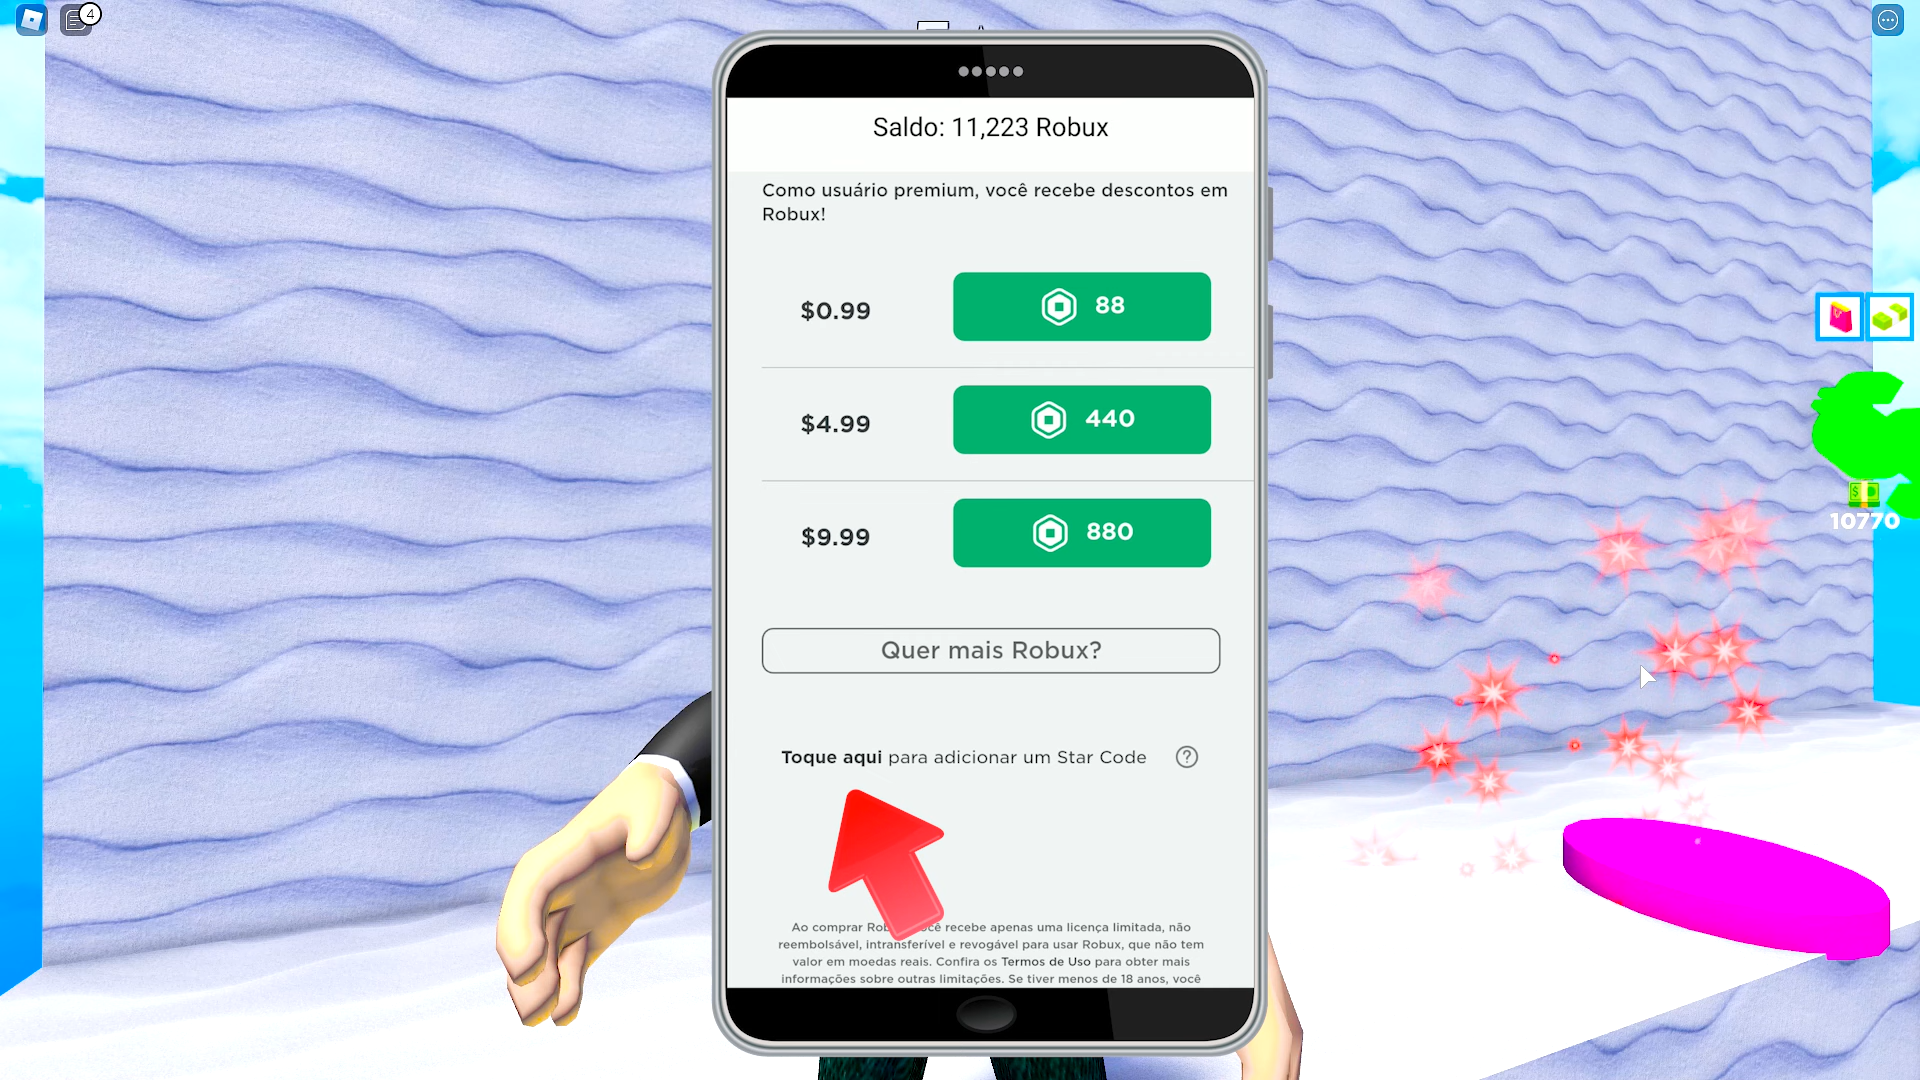 4
Saldo: 11,223 Robux
Como usuário premium, você recebe descontos em
Robux!
$0.99
88
$4.99
440
$9.99
880
10770
Quer mais Robux?
Toque aqui para adicionar um Star Code ?
Ao comprar você recebe apenas uma licença limitada, não
reembolsável, intransferível e revogável para usar Robux, que não tem
valor em moedas reais. Confira os Termos de Uso para obter mais
informações sobre outras limitações. Se tiver menos de 18 anos, você